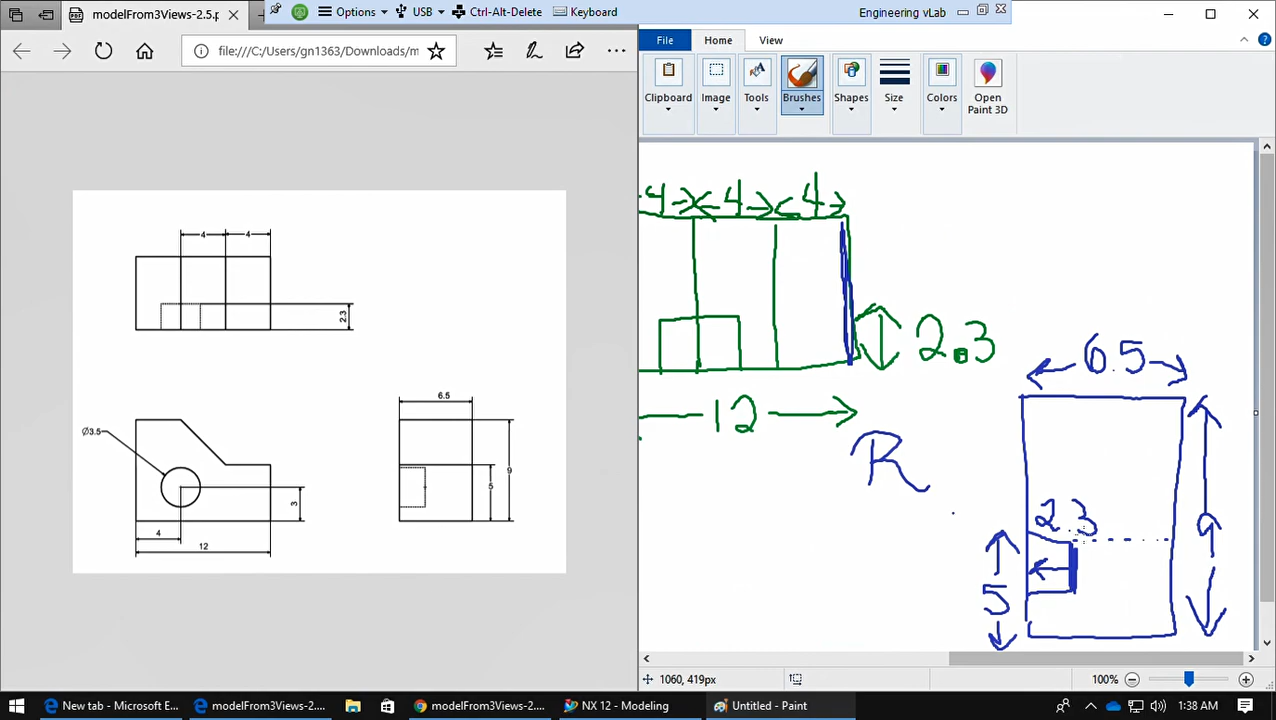 modelFrom3Views-2.5.p
Options
USB
Ctrl-Alt-Delete
Keyboard
Engineering vLab
file:///C:/Users/gn1363/Downloads/m
File
Home
View
Clipboard
Image
Tools
Brushes
Shapes
Size
Colors
Open
Paint 3D
4
4
2.3
6.5
Ø3.5
3
5
9
4
12
4
4
4
2.3
12
R
6.5
2.3
5
9
1060, 419px
100%
New tab - Microsoft E...
modelFrom3Views-2....
modelFrom3Views-2....
NX 12 - Modeling
Untitled - Paint
1:38 AM